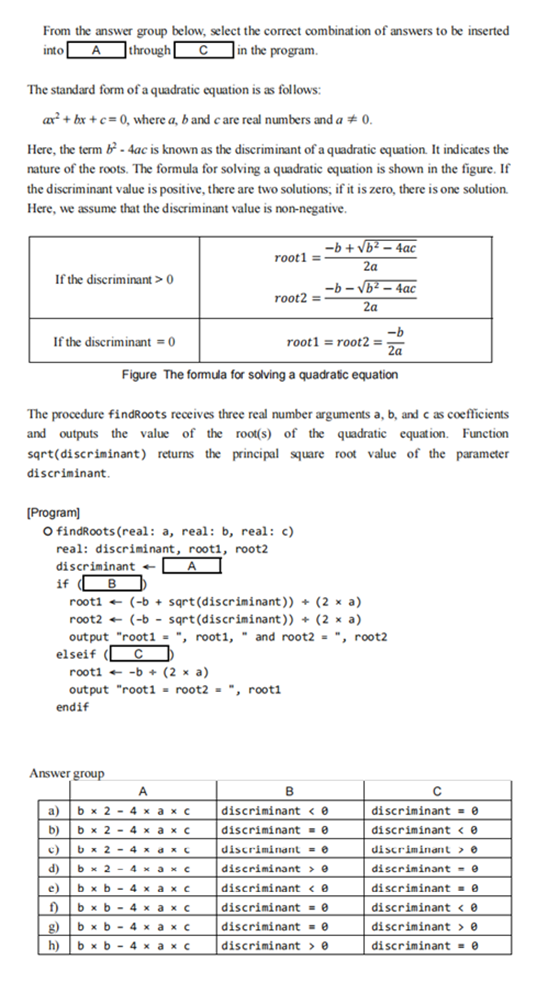 From the answer group below, select the correct combination of answers to be inserted
into A through C in the program.
The standard form of a quadratic equation is as follows:
ax² + bx + c = 0, where a, b and c are real numbers and a ≠ 0.
Here, the term b² - 4ac is known as the discriminant of a quadratic equation. It indicates the
nature of the roots. The formula for solving a quadratic equation is shown in the figure. If
the discriminant value is positive, there are two solutions; if it is zero, there is one solution.
Here, we assume that the discriminant value is non-negative.
If the discriminant > 0
root1 = (−b + √(b² − 4ac)) / 2a
root2 = (−b − √(b² − 4ac)) / 2a
If the discriminant = 0
root1 = root2 = −b / 2a
Figure The formula for solving a quadratic equation
The procedure findRoots receives three real number arguments a, b, and c as coefficients
and outputs the value of the root(s) of the quadratic equation. Function
sqrt(discriminant) returns the principal square root value of the parameter
discriminant.
[Program]
○ findRoots(real: a, real: b, real: c)
real: discriminant, root1, root2
discriminant ← A
if ( B )
root1 ← (-b + sqrt(discriminant)) ÷ (2 × a)
root2 ← (-b - sqrt(discriminant)) ÷ (2 × a)
output "root1 = ", root1, " and root2 = ", root2
elseif ( C )
root1 ← -b ÷ (2 × a)
output "root1 = root2 = ", root1
endif
Answer group
A B C
a) b × 2 - 4 × a × c discriminant < 0 discriminant = 0
b) b × 2 - 4 × a × c discriminant = 0 discriminant < 0
c) b × 2 - 4 × a × c discriminant = 0 discriminant > 0
d) b × 2 - 4 × a × c discriminant > 0 discriminant = 0
e) b × b - 4 × a × c discriminant < 0 discriminant = 0
f) b × b - 4 × a × c discriminant = 0 discriminant < 0
g) b × b - 4 × a × c discriminant = 0 discriminant > 0
h) b × b - 4 × a × c discriminant > 0 discriminant = 0